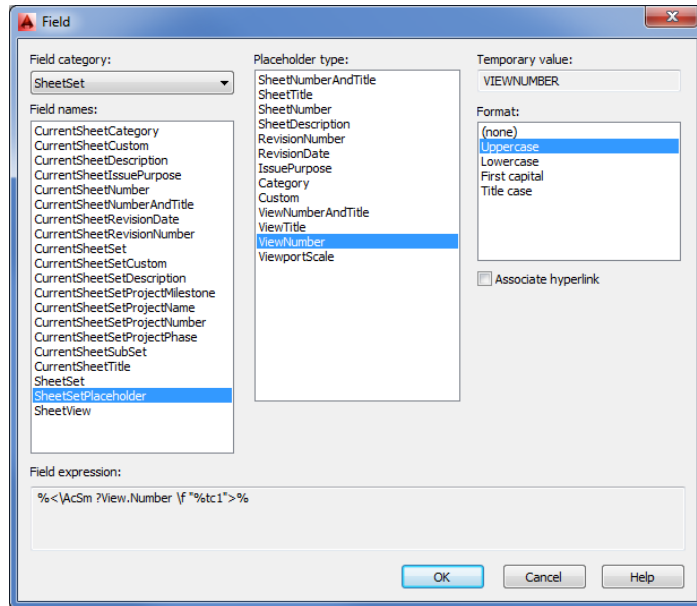 Field
Field category:
SheetSet
Field names:
CurrentSheetCategory
CurrentSheetCustom
CurrentSheetDescription
CurrentSheetIssuePurpose
CurrentSheetNumber
CurrentSheetNumberAndTitle
CurrentSheetRevisionDate
CurrentSheetRevisionNumber
CurrentSheetSet
CurrentSheetSetCustom
CurrentSheetSetDescription
CurrentSheetSetProjectMilestone
CurrentSheetSetProjectName
CurrentSheetSetProjectNumber
CurrentSheetSetProjectPhase
CurrentSheetSubSet
CurrentSheetTitle
SheetSet
SheetSetPlaceholder
SheetView
Placeholder type:
SheetNumberAndTitle
SheetTitle
SheetNumber
SheetDescription
RevisionNumber
RevisionDate
IssuePurpose
Category
Custom
ViewNumberAndTitle
ViewTitle
ViewNumber
ViewportScale
Temporary value:
VIEWNUMBER
Format:
(none)
Uppercase
Lowercase
First capital
Title case
Associate hyperlink
Field expression:
%<\AcSm ?View.Number \f "%tc1">%
OK
Cancel
Help